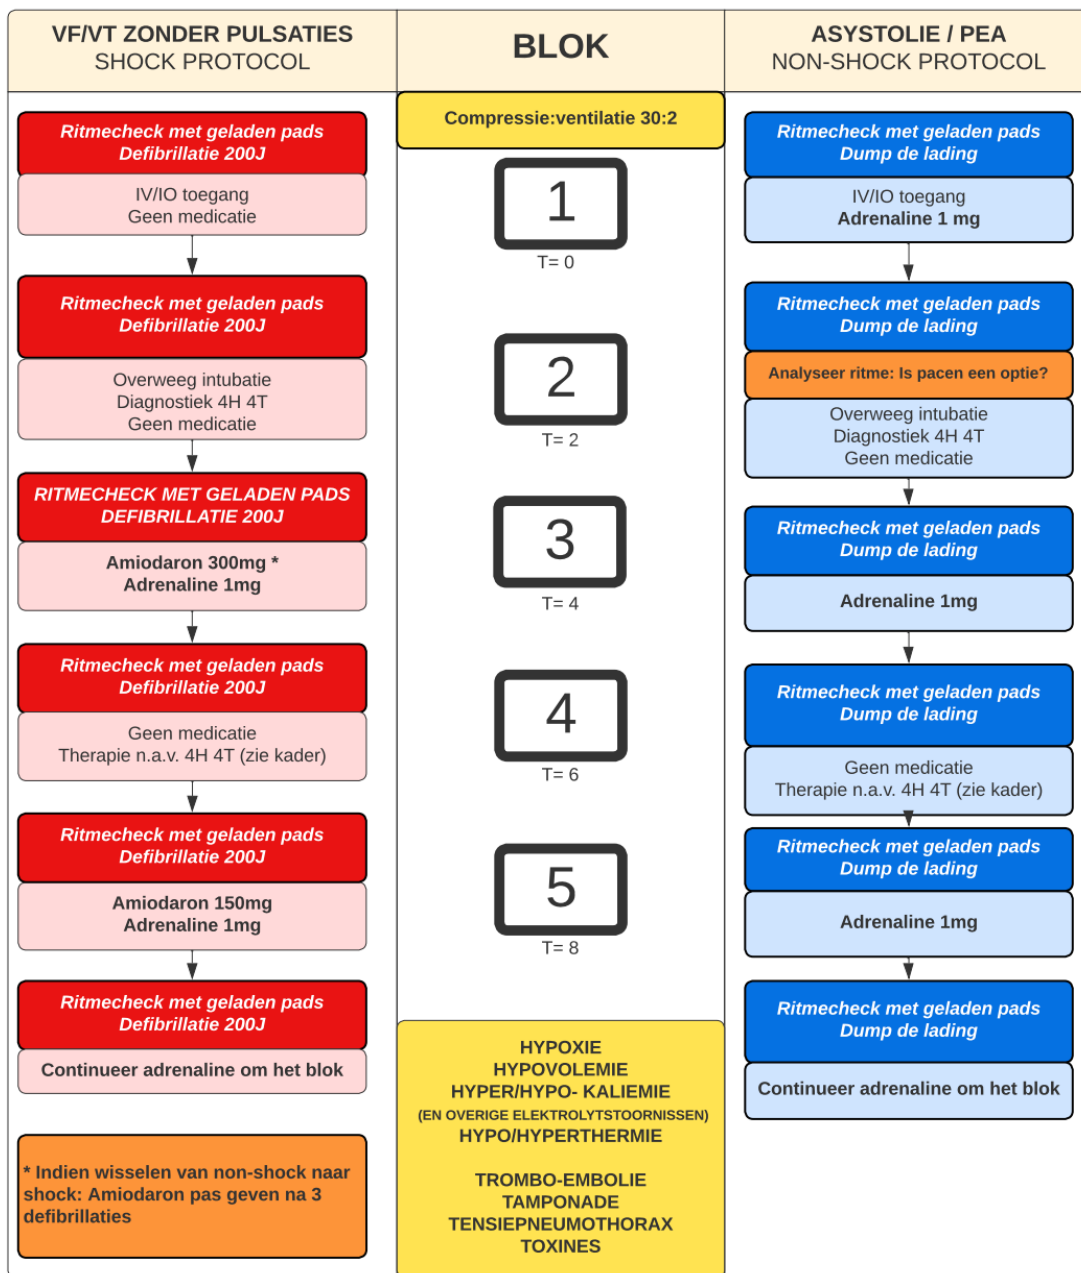 VF/VT ZONDER PULSATIES
SHOCK PROTOCOL
Ritmecheck met geladen pads
Defibrillatie 200J
IV/IO toegang
Geen medicatie
Ritmecheck met geladen pads
Defibrillatie 200J
Overweeg intubatie
Diagnostiek 4H 4T
Geen medicatie
RITMECHECK MET GELADEN PADS
DEFIBRILLATIE 200J
Amiodaron 300mg *
Adrenaline 1mg
Ritmecheck met geladen pads
Defibrillatie 200J
Geen medicatie
Therapie n.a.v. 4H 4T (zie kader)
Ritmecheck met geladen pads
Defibrillatie 200J
Amiodaron 150mg
Adrenaline 1mg
Ritmecheck met geladen pads
Defibrillatie 200J
Continueer adrenaline om het blok
* Indien wisselen van non-shock naar
shock: Amiodaron pas geven na 3
defibrillaties
BLOK
Compressie:ventilatie 30:2
1
T= 0
2
T= 2
3
T= 4
4
T= 6
5
T= 8
HYPOXIE
HYPOVOLEMIE
HYPER/HYPO- KALIEMIE
(EN OVERIGE ELEKTROLYTSTOORNISSEN)
HYPO/HYPERTHERMIE
TROMBO-EMBOLIE
TAMPONADE
TENSIEPNEUMOTHORAX
TOXINES
ASYSTOLIE / PEA
NON-SHOCK PROTOCOL
Ritmecheck met geladen pads
Dump de lading
IV/IO toegang
Adrenaline 1 mg
Ritmecheck met geladen pads
Dump de lading
Analyseer ritme: Is pacen een optie?
Overweeg intubatie
Diagnostiek 4H 4T
Geen medicatie
Ritmecheck met geladen pads
Dump de lading
Adrenaline 1mg
Ritmecheck met geladen pads
Dump de lading
Geen medicatie
Therapie n.a.v. 4H 4T (zie kader)
Ritmecheck met geladen pads
Dump de lading
Adrenaline 1mg
Ritmecheck met geladen pads
Dump de lading
Continueer adrenaline om het blok